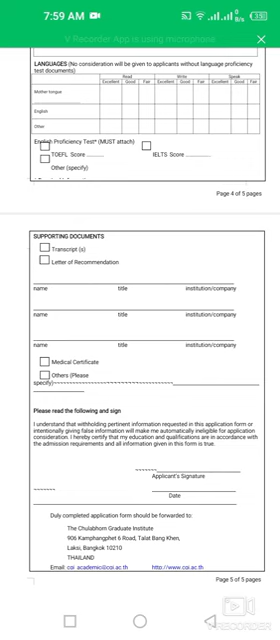 7:59 AM
V Recorder App is using microphone
LANGUAGES (No consideration will be given to applicants without language proficiency
test documents)
Read Write Speak
Excellent Good Fair Excellent Good Fair Excellent Good Fair
Mother tongue
English
Other
English Proficiency Test* (MUST attach)
TOEFL Score IELTS Score
Other (specify)
Page 4 of 5 pages
SUPPORTING DOCUMENTS
Transcript (s)
Letter of Recommendation
name title institution/company
name title institution/company
name title institution/company
Medical Certificate
Others (Please
specify)
Please read the following and sign
I understand that withholding pertinent information requested in this application form or
intentionally giving false information will make me automatically ineligible for application
consideration. I hereby certify that my education and qualifications are in accordance with
the admission requirements and all information given in this form is true.
Applicant's Signature
Date
Duly completed application form should be forwarded to:
The Chulabhorn Graduate Institute
906 Kamphangphet 6 Road, Talat Bang Khen,
Laksi, Bangkok 10210
THAILAND
Email: cgi_academic@cgi.ac.th http://www.cgi.ac.th
Page 5 of 5 pages
RECORDER